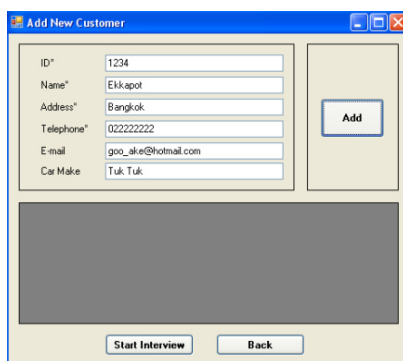 Add New Customer
ID* 1234
Name* Ekkapot
Address* Bangkok
Telephone* 022222222
E-mail goo_ake@hotmail.com
Car Make Tuk Tuk
Add
Start Interview Back